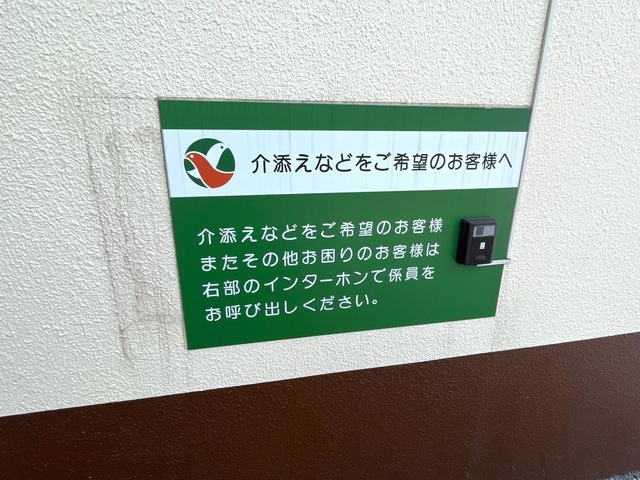 介添えなどをご希望のお客様へ
介添えなどをご希望のお客様
またその他お困りのお客様は
右部のインターホンで係員を
お呼び出しください。